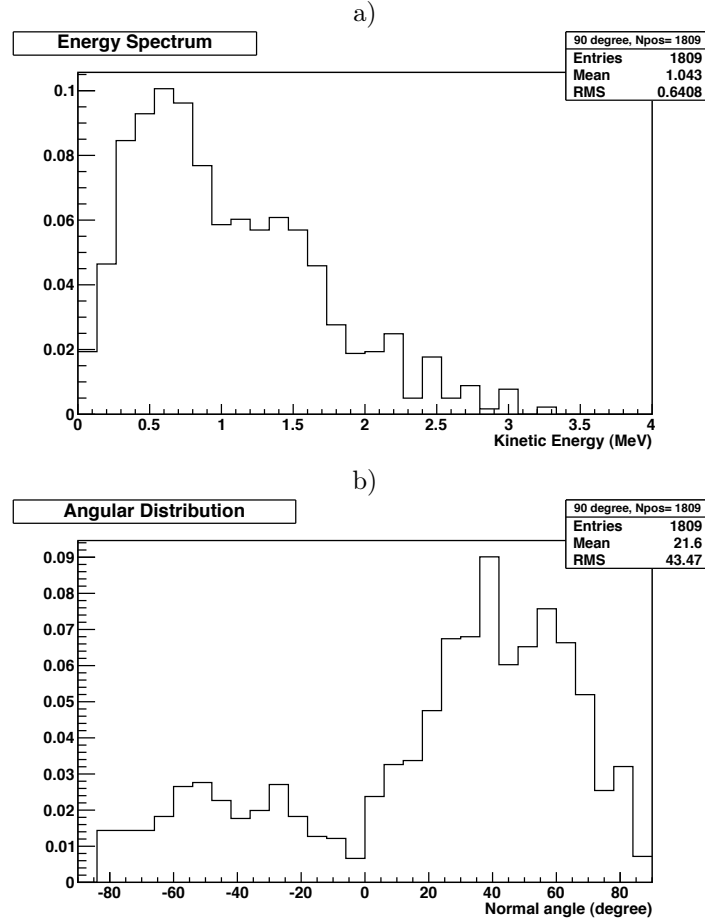 a)
Energy Spectrum
90 degree, Npos= 1809
Entries 1809
Mean 1.043
RMS 0.6408
0.1
0.08
0.06
0.04
0.02
0
0 0.5 1 1.5 2 2.5 3 3.5 4
Kinetic Energy (MeV)
b)
Angular Distribution
90 degree, Npos= 1809
Entries 1809
Mean 21.6
RMS 43.47
0.09
0.08
0.07
0.06
0.05
0.04
0.03
0.02
0.01
0
-80 -60 -40 -20 0 20 40 60 80
Normal angle (degree)